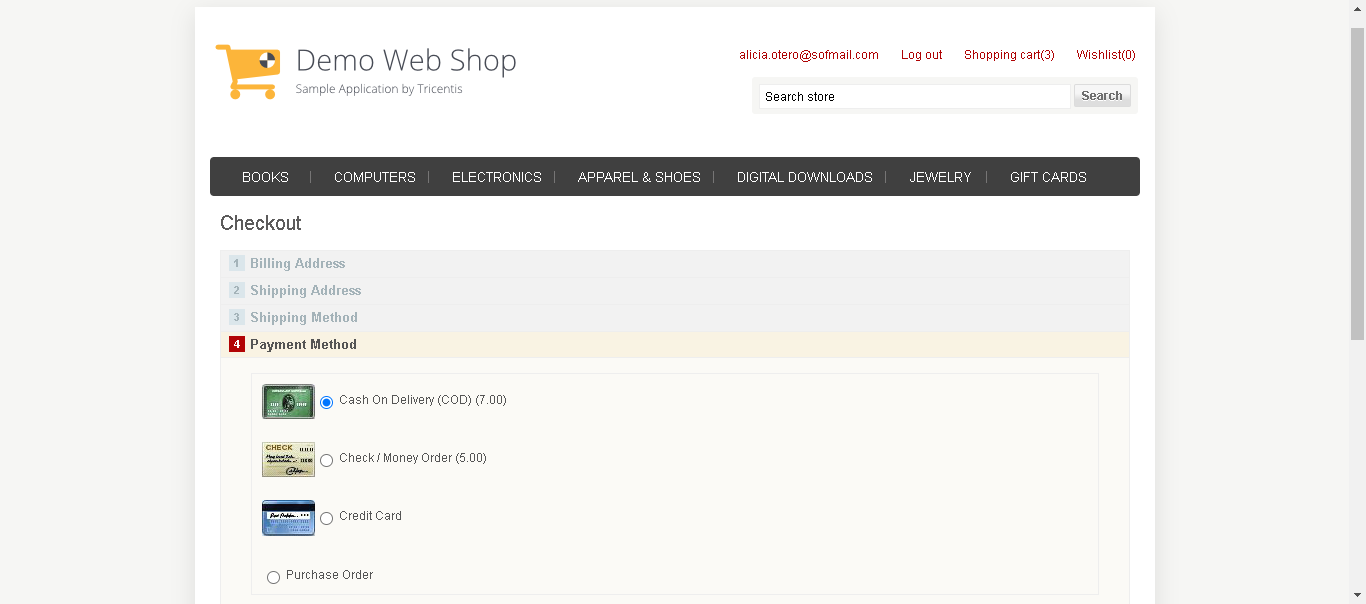 Demo Web Shop
Sample Application by Tricentis
alicia.otero@sofmail.com Log out Shopping cart(3) Wishlist(0)
Search store Search
BOOKS | COMPUTERS | ELECTRONICS | APPAREL & SHOES | DIGITAL DOWNLOADS | JEWELRY | GIFT CARDS
Checkout
1 Billing Address
2 Shipping Address
3 Shipping Method
4 Payment Method
Cash On Delivery (COD) (7.00)
CHECK
Check / Money Order (5.00)
Credit Card
Purchase Order